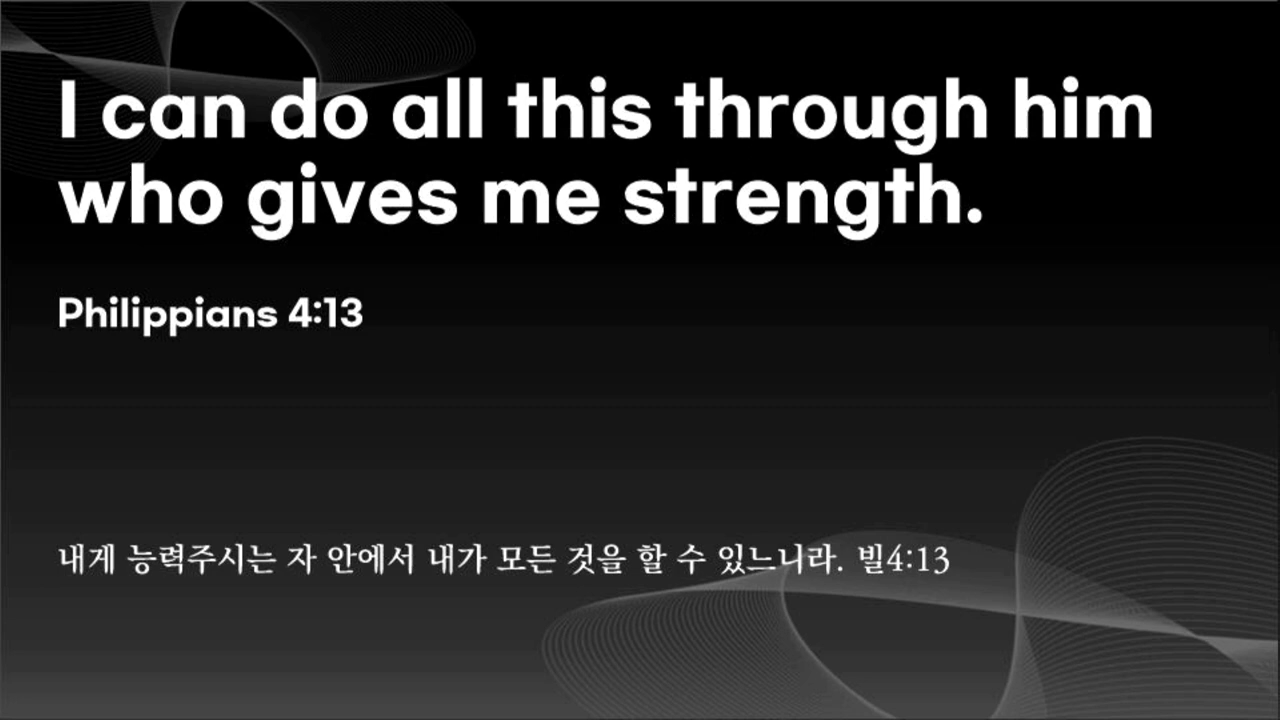 I can do all this through him
who gives me strength.
Philippians 4:13
내게 능력주시는 자 안에서 내가 모든 것을 할 수 있느니라. 빌4:13